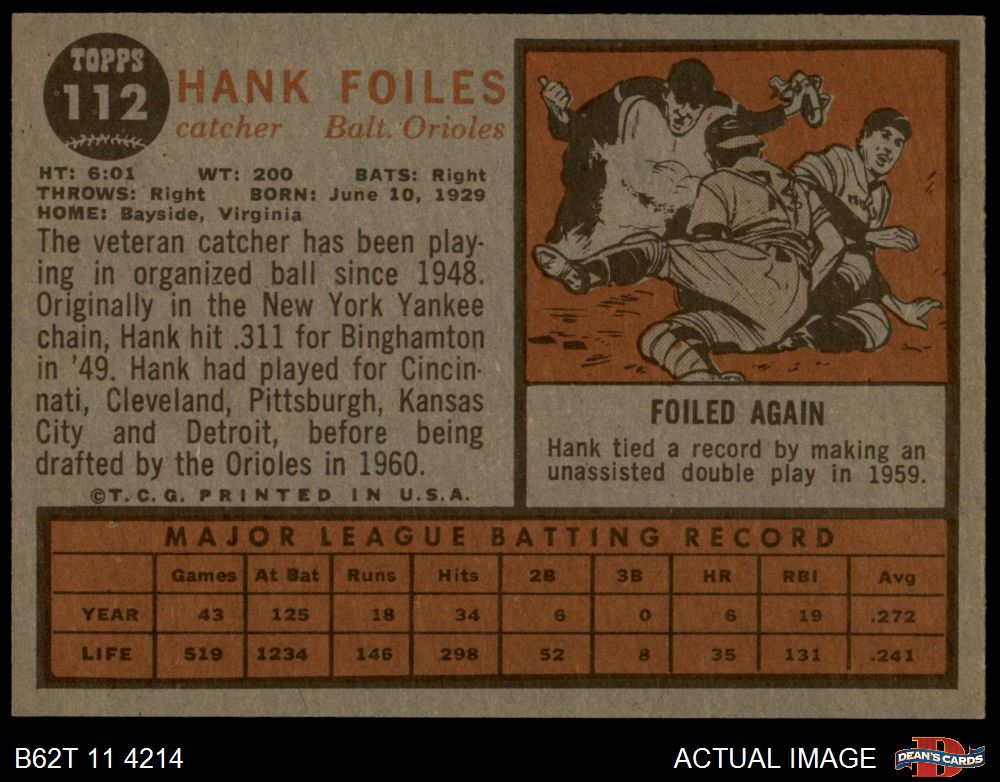 TOPPS
112
HANK FOILES
catcher Balt. Orioles
HT: 6:01 WT: 200 BATS: Right
THROWS: Right BORN: June 10, 1929
HOME: Bayside, Virginia
The veteran catcher has been play-
ing in organized ball since 1948.
Originally in the New York Yankee
chain, Hank hit .311 for Binghamton
in '49. Hank had played for Cincin-
nati, Cleveland, Pittsburgh, Kansas
City and Detroit, before being
drafted by the Orioles in 1960.
©T.C.G. PRINTED IN U.S.A.
FOILED AGAIN
Hank tied a record by making an
unassisted double play in 1959.
MAJOR LEAGUE BATTING RECORD
Games At Bat Runs Hits 2B 3B HR RBI Avg
YEAR 43 125 18 34 6 0 6 19 .272
LIFE 519 1234 146 298 52 8 35 131 .241
B62T 11 4214
ACTUAL IMAGE
D
DEAN'S CARDS